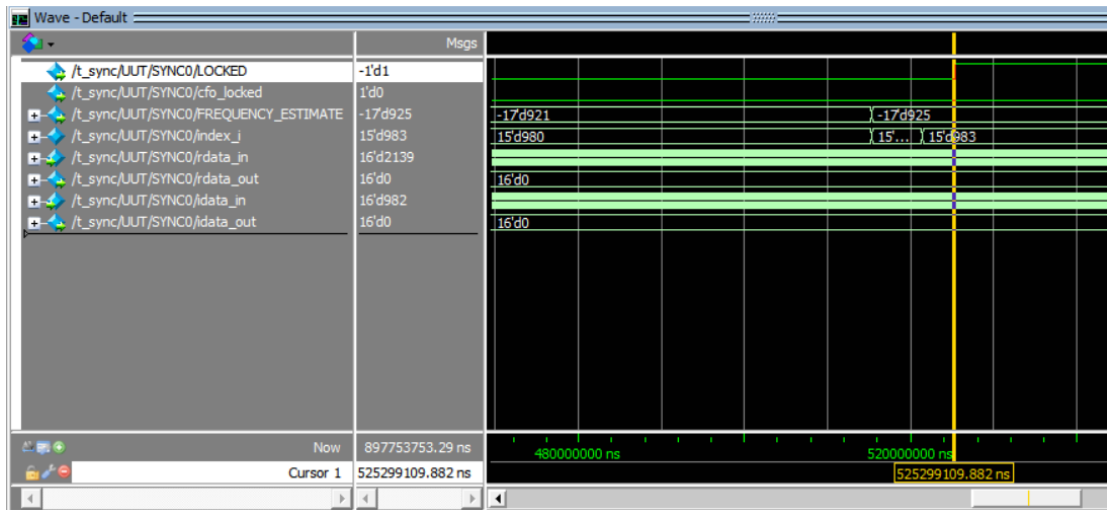 Wave - Default
Msgs
/t_sync/UUT/SYNC0/LOCKED -1'd1
/t_sync/UUT/SYNC0/cfo_locked 1'd0
/t_sync/UUT/SYNC0/FREQUENCY_ESTIMATE -17'd925 -17'd921 -17'd925
/t_sync/UUT/SYNC0/index_i 15'd983 15'd980 15'... 15'd983
/t_sync/UUT/SYNC0/rdata_in 16'd2139
/t_sync/UUT/SYNC0/rdata_out 16'd0 16'd0
/t_sync/UUT/SYNC0/idata_in 16'd982
/t_sync/UUT/SYNC0/idata_out 16'd0 16'd0
Now 897753753.29 ns 480000000 ns 520000000 ns
Cursor 1 525299109.882 ns 525299109.882 ns